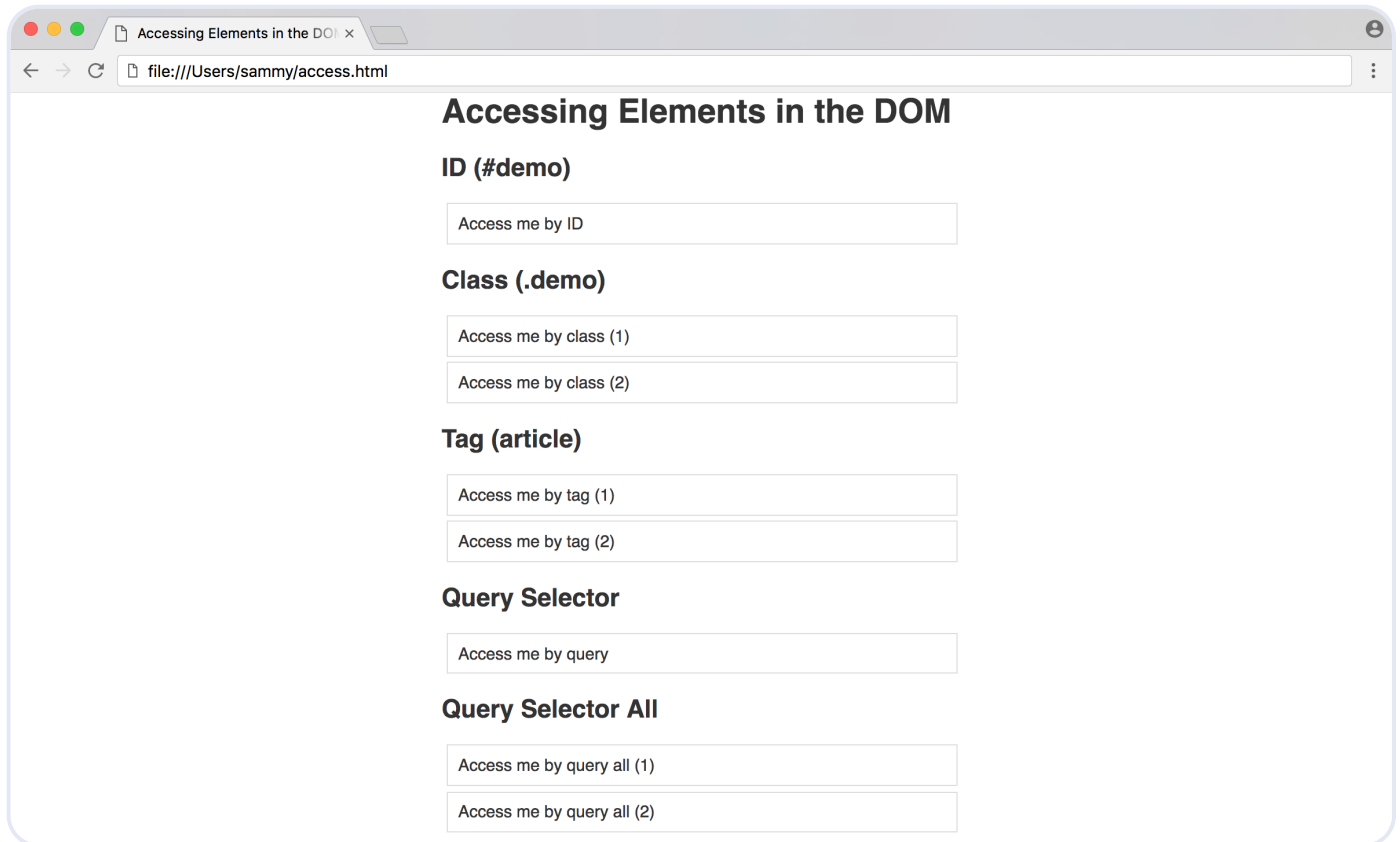 Accessing Elements in the DO
file:///Users/sammy/access.html
Accessing Elements in the DOM
ID (#demo)
Access me by ID
Class (.demo)
Access me by class (1)
Access me by class (2)
Tag (article)
Access me by tag (1)
Access me by tag (2)
Query Selector
Access me by query
Query Selector All
Access me by query all (1)
Access me by query all (2)